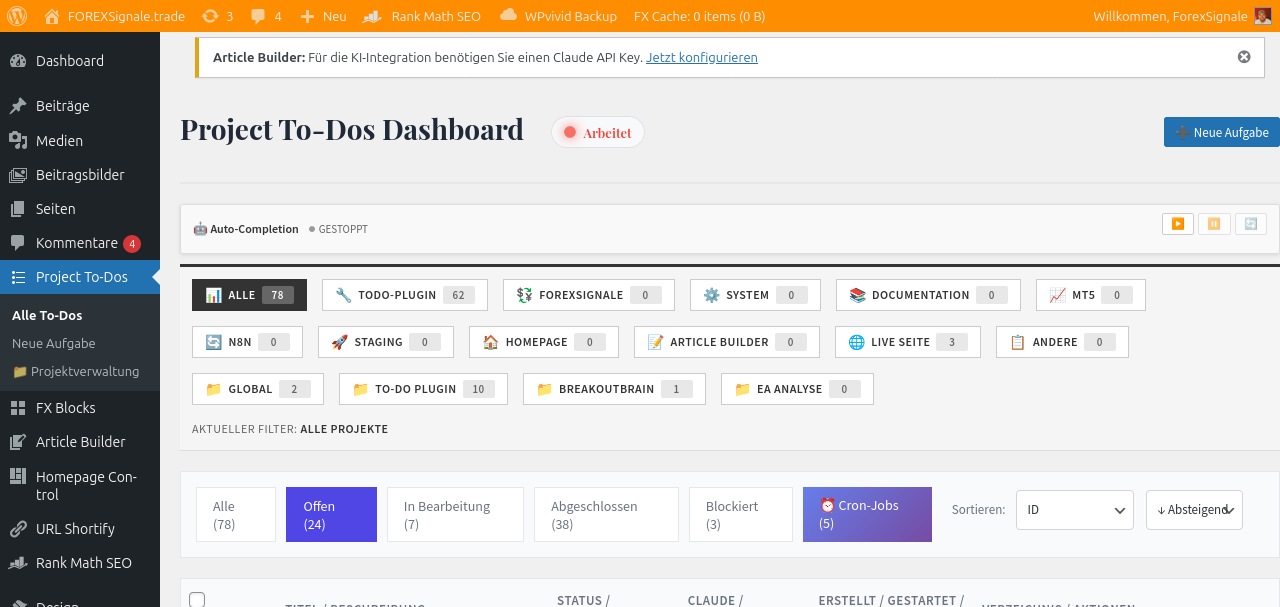 FOREXSignale.trade 3 4 Neu Rank Math SEO WPvivid Backup FX Cache: 0 items (0 B) Willkommen, ForexSignale
Dashboard
Beiträge
Medien
Beitragsbilder
Seiten
Kommentare 4
Project To-Dos
Alle To-Dos
Neue Aufgabe
Projektverwaltung
FX Blocks
Article Builder
Homepage Con-
trol
URL Shortify
Rank Math SEO
Design
Article Builder: Für die KI-Integration benötigen Sie einen Claude API Key. Jetzt konfigurieren
Project To-Dos Dashboard Arbeitet Neue Aufgabe
Auto-Completion GESTOPPT
ALLE 78 TODO-PLUGIN 62 FOREXSIGNALE 0 SYSTEM 0 DOCUMENTATION 0 MT5 0
N8N 0 STAGING 0 HOMEPAGE 0 ARTICLE BUILDER 0 LIVE SEITE 3 ANDERE 0
GLOBAL 2 TO-DO PLUGIN 10 BREAKOUTBRAIN 1 EA ANALYSE 0
AKTUELLER FILTER: ALLE PROJEKTE
Alle (78)
Offen (24)
In Bearbeitung (7)
Abgeschlossen (38)
Blockiert (3)
Cron-Jobs (5)
Sortieren: ID ↓ Absteigend
TITEL / BESCHREIBUNG
STATUS /
CLAUDE /
ERSTELLT / GESTARTET /
VERZEICHNIS / AKTIONEN